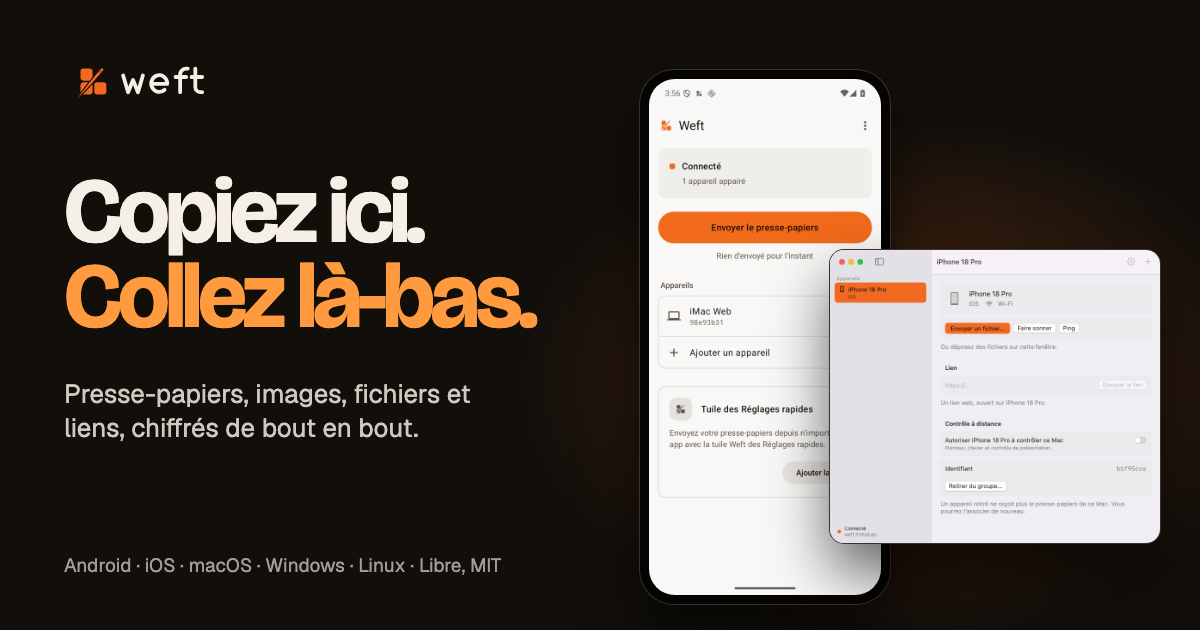 weft
Copiez ici.
Collez là-bas.
Presse-papiers, images, fichiers et
liens, chiffrés de bout en bout.
Android · iOS · macOS · Windows · Linux · Libre, MIT
3:56
Weft
Connecté
1 appareil appairé
Envoyer le presse-papiers
Rien d'envoyé pour l'instant
Appareils
iMac Web
98e93b31
Ajouter un appareil
Tuile des Réglages rapides
Envoyez votre presse-papiers depuis n'import
app avec la tuile Weft des Réglages rapides.
Ajouter la
Appareils
iPhone 18 Pro
iOS
Connecté
iPhone 18 Pro
iPhone 18 Pro
iOS Wi-Fi
Envoyer un fichier... Faire sonner Ping
Ou déposez des fichiers sur cette fenêtre.
Lien
https://...
Envoyer le lien
Un lien web, ouvert sur iPhone 18 Pro.
Contrôle à distance
Autoriser iPhone 18 Pro à contrôler ce Mac
Pointeur, clavier et contrôle de présentation.
Identifiant b1f95cce
Retirer du groupe...
Un appareil retiré ne reçoit plus le presse-papiers de ce Mac. Vous
pourrez l'associer de nouveau.